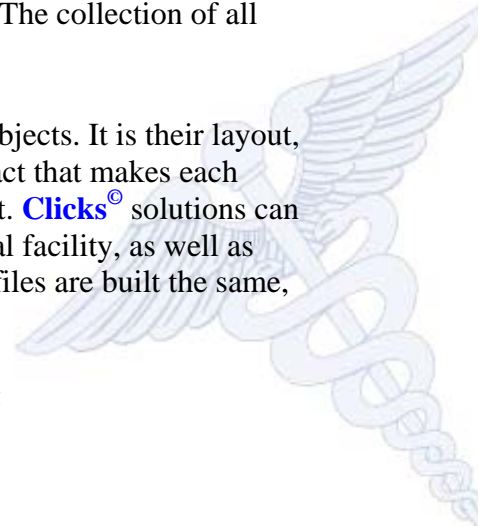 The collection of all
bjects. It is their layout,
act that makes each
t. Clicks© solutions can
al facility, as well as
files are built the same,